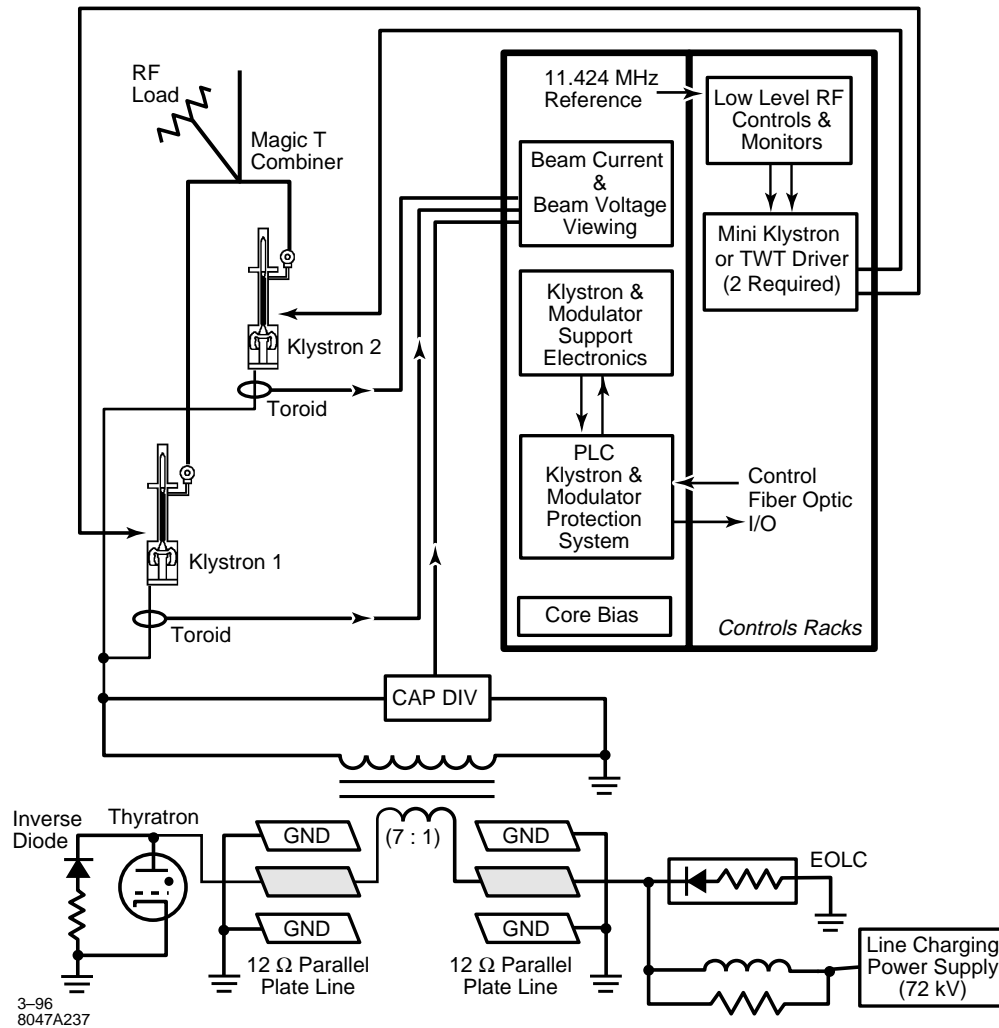 RF
Load
Magic T
Combiner
Klystron 2
Toroid
Klystron 1
Toroid
11.424 MHz
Reference
Low Level RF
Controls &
Monitors
Beam Current
&
Beam Voltage
Viewing
Mini Klystron
or TWT Driver
(2 Required)
Klystron &
Modulator
Support
Electronics
PLC
Klystron &
Modulator
Protection
System
Control
Fiber Optic
I/O
Core Bias
Controls Racks
CAP DIV
Inverse
Diode
Thyratron
GND
(7 : 1)
GND
EOLC
GND
GND
12 Ω Parallel
Plate Line
12 Ω Parallel
Plate Line
Line Charging
Power Supply
(72 kV)
3–96
8047A237